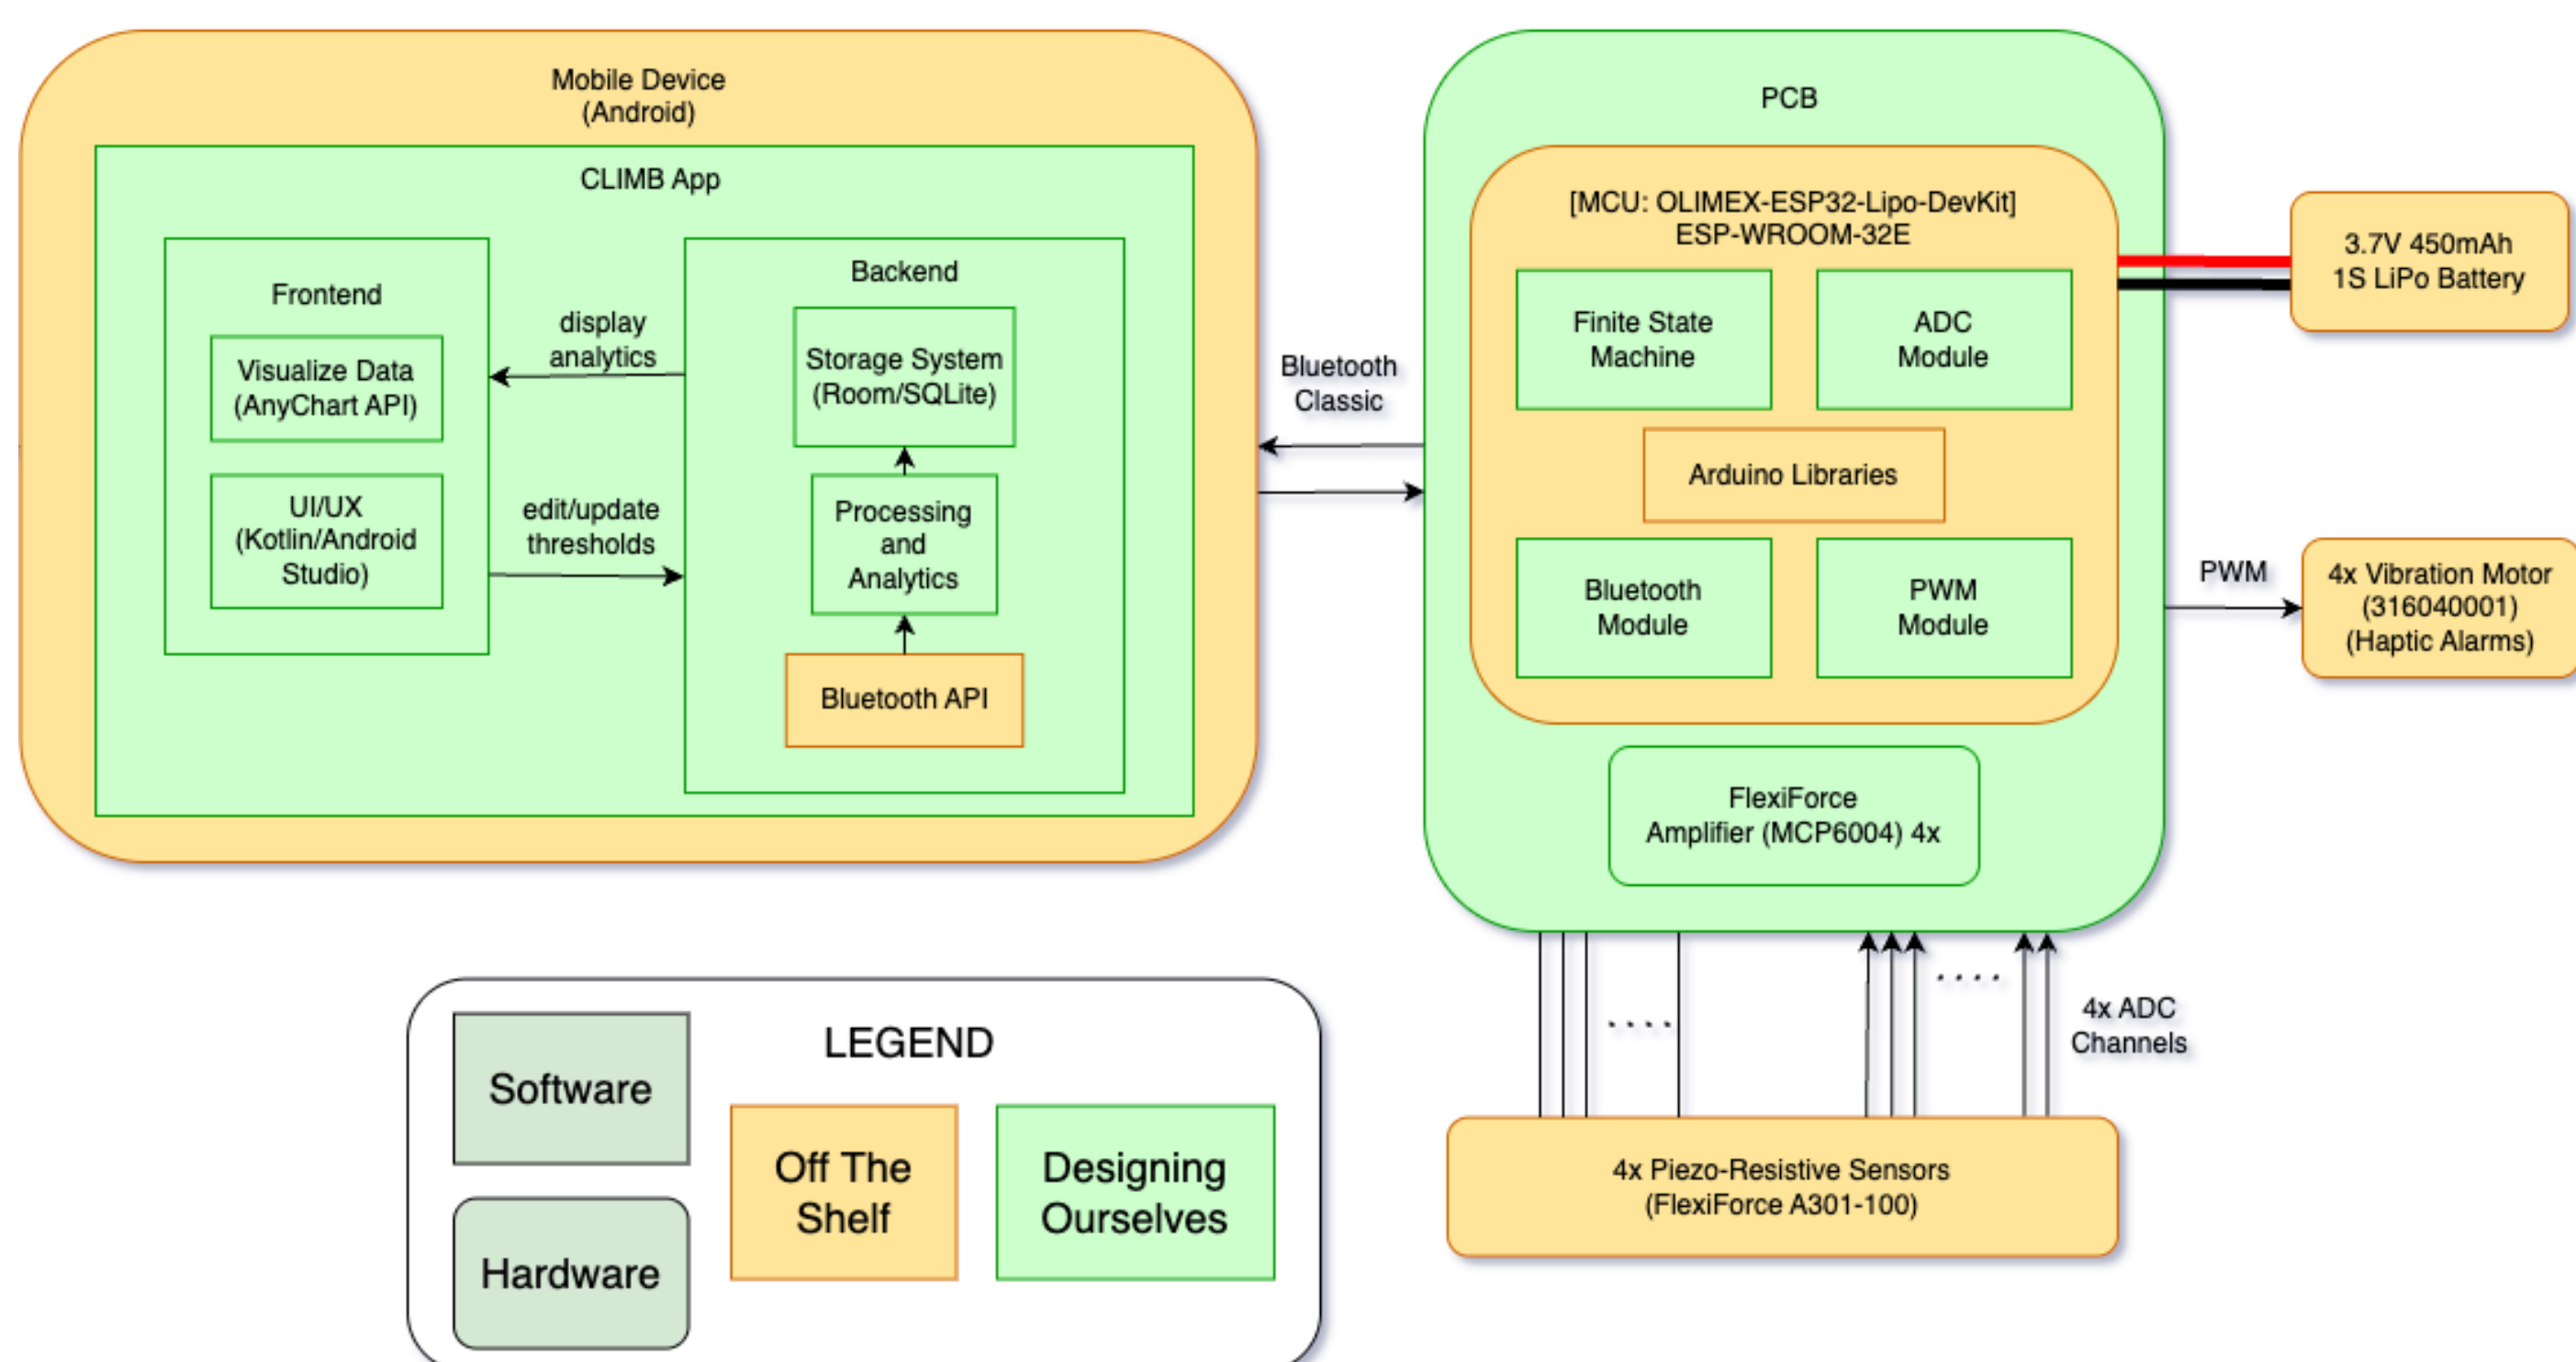 Mobile Device
(Android)
CLIMB App
Frontend
Visualize Data
(AnyChart API)
UI/UX
(Kotlin/Android
Studio)
display
analytics
edit/update
thresholds
Backend
Storage System
(Room/SQLite)
Processing
and
Analytics
Bluetooth API
Bluetooth
Classic
PCB
[MCU: OLIMEX-ESP32-Lipo-DevKit]
ESP-WROOM-32E
Finite State
Machine
ADC
Module
Arduino Libraries
Bluetooth
Module
PWM
Module
FlexiForce
Amplifier (MCP6004) 4x
3.7V 450mAh
1S LiPo Battery
PWM
4x Vibration Motor
(316040001)
(Haptic Alarms)
....
....
4x ADC
Channels
4x Piezo-Resistive Sensors
(FlexiForce A301-100)
LEGEND
Software
Hardware
Off The
Shelf
Designing
Ourselves